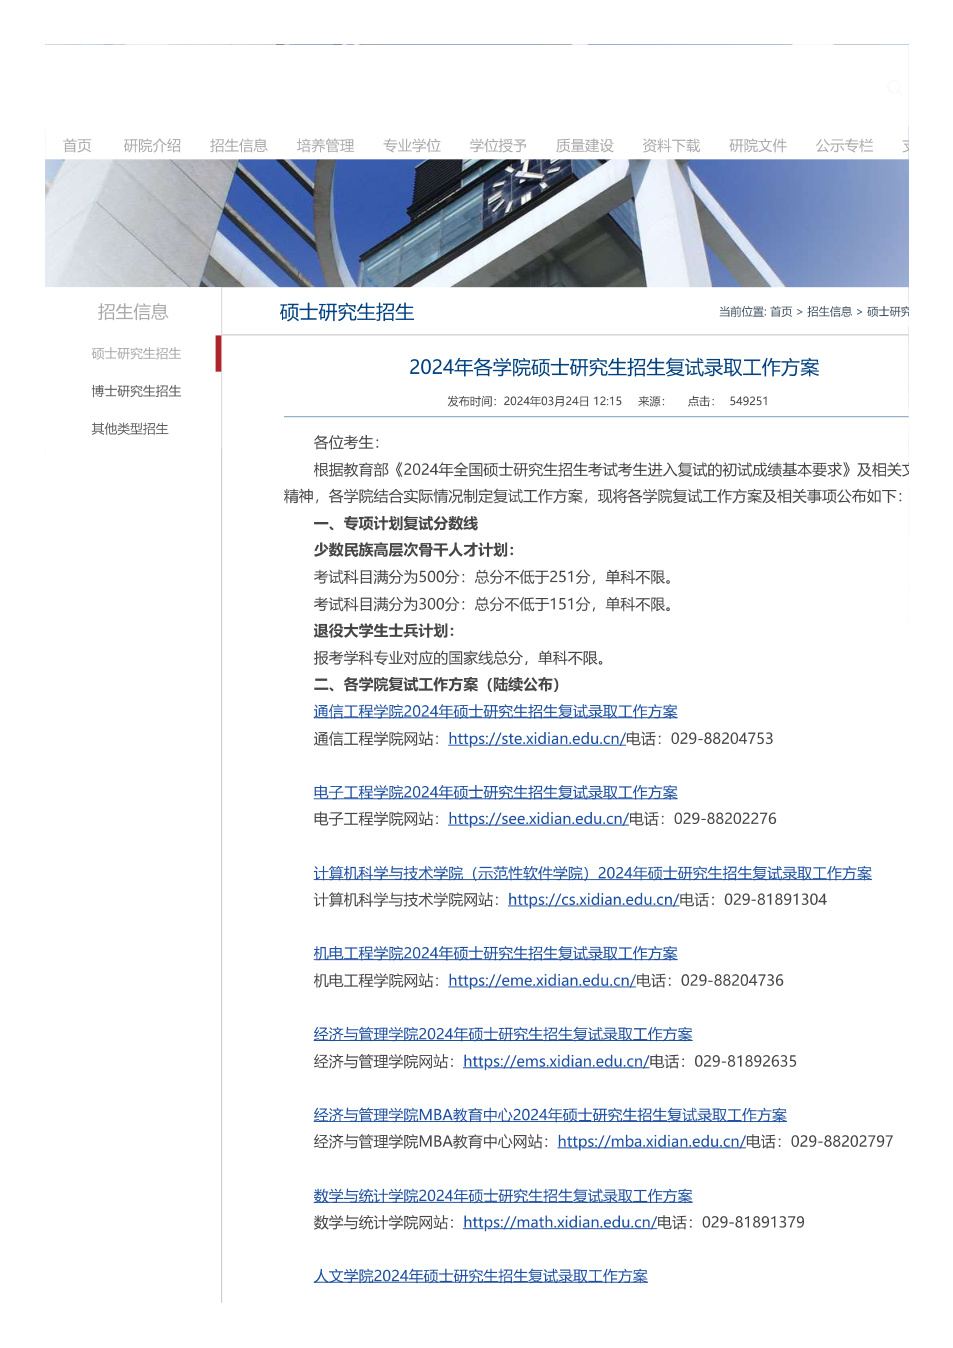 首页 研院介绍 招生信息 培养管理 专业学位 学位授予 质量建设 资料下载 研院文件 公示专栏
招生信息
硕士研究生招生
博士研究生招生
其他类型招生
硕士研究生招生
当前位置: 首页 > 招生信息 > 硕士研究
2024年各学院硕士研究生招生复试录取工作方案
发布时间：2024年03月24日 12:15 来源： 点击： 549251
各位考生：
根据教育部《2024年全国硕士研究生招生考试考生进入复试的初试成绩基本要求》及相关文
精神，各学院结合实际情况制定复试工作方案，现将各学院复试工作方案及相关事项公布如下：
一、专项计划复试分数线
少数民族高层次骨干人才计划：
考试科目满分为500分：总分不低于251分，单科不限。
考试科目满分为300分：总分不低于151分，单科不限。
退役大学生士兵计划：
报考学科专业对应的国家线总分，单科不限。
二、各学院复试工作方案（陆续公布）
通信工程学院2024年硕士研究生招生复试录取工作方案
通信工程学院网站：https://ste.xidian.edu.cn/电话：029-88204753
电子工程学院2024年硕士研究生招生复试录取工作方案
电子工程学院网站：https://see.xidian.edu.cn/电话：029-88202276
计算机科学与技术学院（示范性软件学院）2024年硕士研究生招生复试录取工作方案
计算机科学与技术学院网站：https://cs.xidian.edu.cn/电话：029-81891304
机电工程学院2024年硕士研究生招生复试录取工作方案
机电工程学院网站：https://eme.xidian.edu.cn/电话：029-88204736
经济与管理学院2024年硕士研究生招生复试录取工作方案
经济与管理学院网站：https://ems.xidian.edu.cn/电话：029-81892635
经济与管理学院MBA教育中心2024年硕士研究生招生复试录取工作方案
经济与管理学院MBA教育中心网站：https://mba.xidian.edu.cn/电话：029-88202797
数学与统计学院2024年硕士研究生招生复试录取工作方案
数学与统计学院网站：https://math.xidian.edu.cn/电话：029-81891379
人文学院2024年硕士研究生招生复试录取工作方案